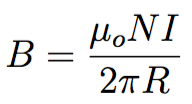 B = \frac{\mu_o N I}{2 \pi R}